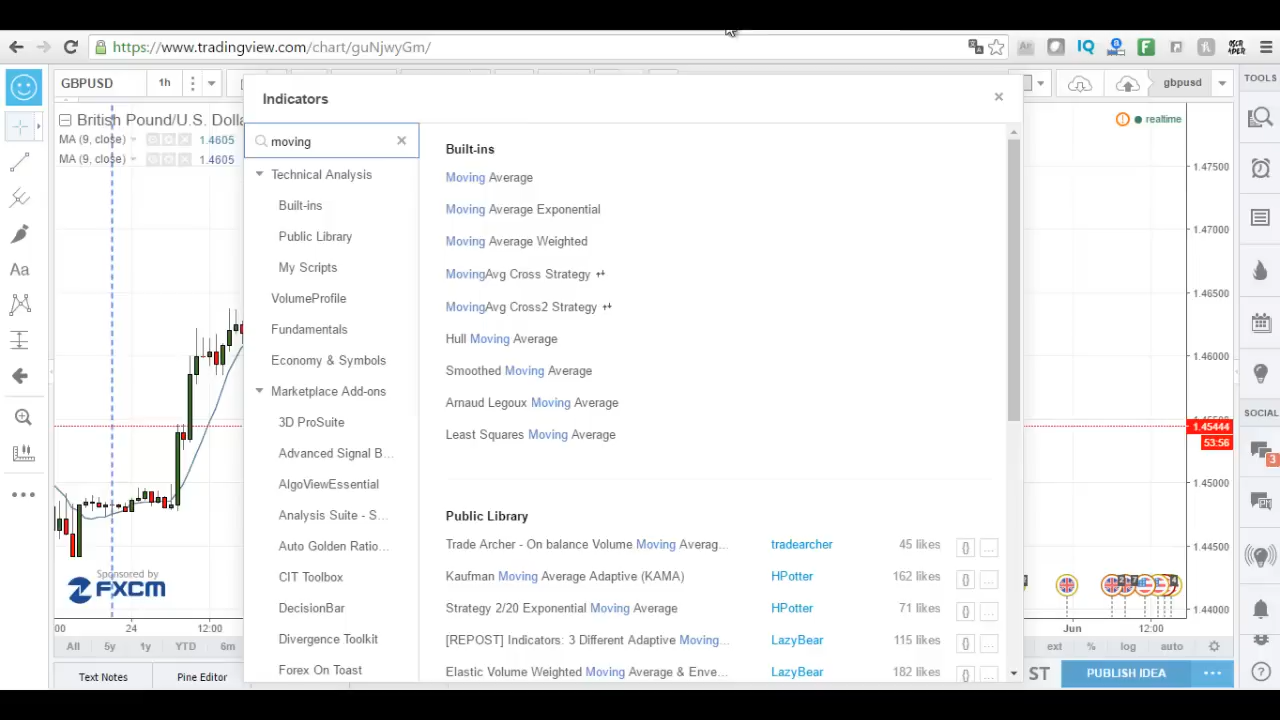 https://www.tradingview.com/chart/guNjwyGm/
IQ
GBPUSD
1h
gbpusd
TOOLS
Indicators
British Pound/U.S. Dolla
realtime
MA (9, close)
1.4605
MA (9, close)
1.4605
moving
Technical Analysis
Built-ins
Public Library
My Scripts
VolumeProfile
Fundamentals
Economy & Symbols
Marketplace Add-ons
3D ProSuite
Advanced Signal B...
AlgoViewEssential
Analysis Suite - S...
Auto Golden Ratio...
CIT Toolbox
DecisionBar
Divergence Toolkit
Forex On Toast
Built-ins
Moving Average
Moving Average Exponential
Moving Average Weighted
MovingAvg Cross Strategy
MovingAvg Cross2 Strategy
Hull Moving Average
Smoothed Moving Average
Arnaud Legoux Moving Average
Least Squares Moving Average
Public Library
Trade Archer - On balance Volume Moving Averag... tradearcher 45 likes {} ...
Kaufman Moving Average Adaptive (KAMA) HPotter 162 likes {} ...
Strategy 2/20 Exponential Moving Average HPotter 71 likes {} ...
[REPOST] Indicators: 3 Different Adaptive Moving... LazyBear 115 likes {} ...
Elastic Volume Weighted Moving Average & Enve... LazyBear 182 likes {} ...
1.47500
1.47000
1.46500
1.46000
1.45444
53:56
1.45000
1.44500
1.44000
SOCIAL
3
Aa
Sponsored by
FXCM
:00
24
12:00
Jun
12:00
All
5y
1y
YTD
6m
ext
%
log
auto
Text Notes
Pine Editor
ST
PUBLISH IDEA